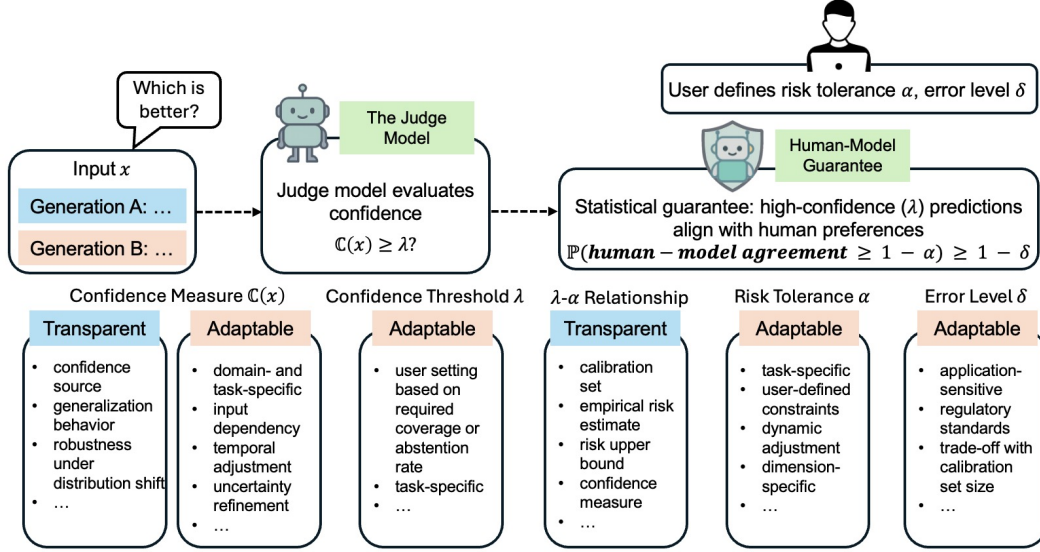 Which is
better?
User defines risk tolerance α, error level δ
The Judge
Model
Human-Model
Guarantee
Input x
Generation A: …
Generation B: …
Judge model evaluates
confidence
ℂ(x) ≥ λ?
Statistical guarantee: high-confidence (λ) predictions
align with human preferences
ℙ(human − model agreement ≥ 1 − α) ≥ 1 − δ
Confidence Measure ℂ(x)
Transparent
• confidence
source
• generalization
behavior
• robustness
under
distribution shift
• …
Adaptable
• domain- and
task-specific
• input
dependency
• temporal
adjustment
• uncertainty
refinement
• …
Confidence Threshold λ
Adaptable
• user setting
based on
required
coverage or
abstention
rate
• task-specific
• …
λ-α Relationship
Transparent
• calibration
set
• empirical risk
estimate
• risk upper
bound
• confidence
measure
• …
Risk Tolerance α
Adaptable
• task-specific
• user-defined
constraints
• dynamic
adjustment
• dimension-
specific
• …
Error Level δ
Adaptable
• application-
sensitive
• regulatory
standards
• trade-off with
calibration
set size
• …